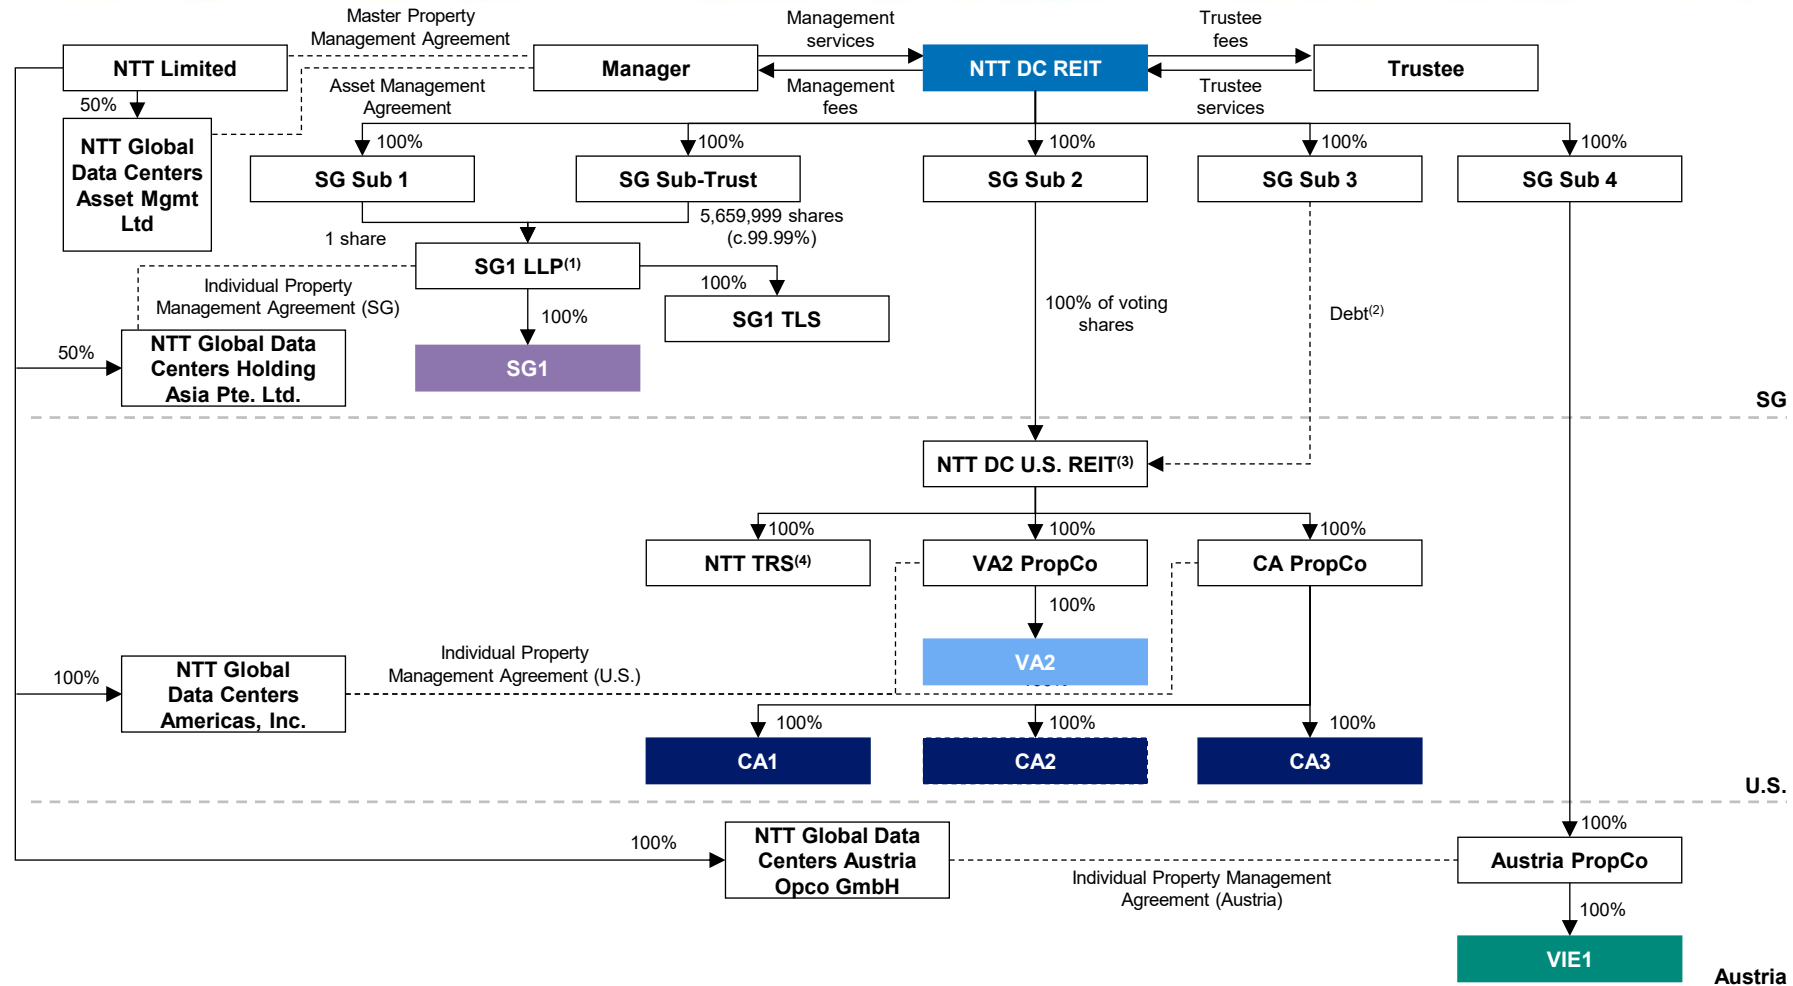 Master Property
Management Agreement
Management
services
Trustee
fees
NTT Limited
Manager
NTT DC REIT
Trustee
50%
Asset Management
Agreement
Management
fees
Trustee
services
NTT Global
Data Centers
Asset Mgmt
Ltd
100%
100%
100%
100%
100%
SG Sub 1
SG Sub-Trust
SG Sub 2
SG Sub 3
SG Sub 4
1 share
5,659,999 shares
(c.99.99%)
SG1 LLP(1)
Individual Property
Management Agreement (SG)
100%
SG1 TLS
100%
100% of voting
shares
Debt(2)
50%
NTT Global Data
Centers Holding
Asia Pte. Ltd.
SG1
SG
NTT DC U.S. REIT(3)
100%
100%
100%
NTT TRS(4)
VA2 PropCo
CA PropCo
100%
VA2
Individual Property
Management Agreement (U.S.)
100%
NTT Global
Data Centers
Americas, Inc.
100%
100%
100%
CA1
CA2
CA3
U.S.
100%
NTT Global Data
Centers Austria
Opco GmbH
100%
Austria PropCo
Individual Property Management
Agreement (Austria)
100%
VIE1
Austria